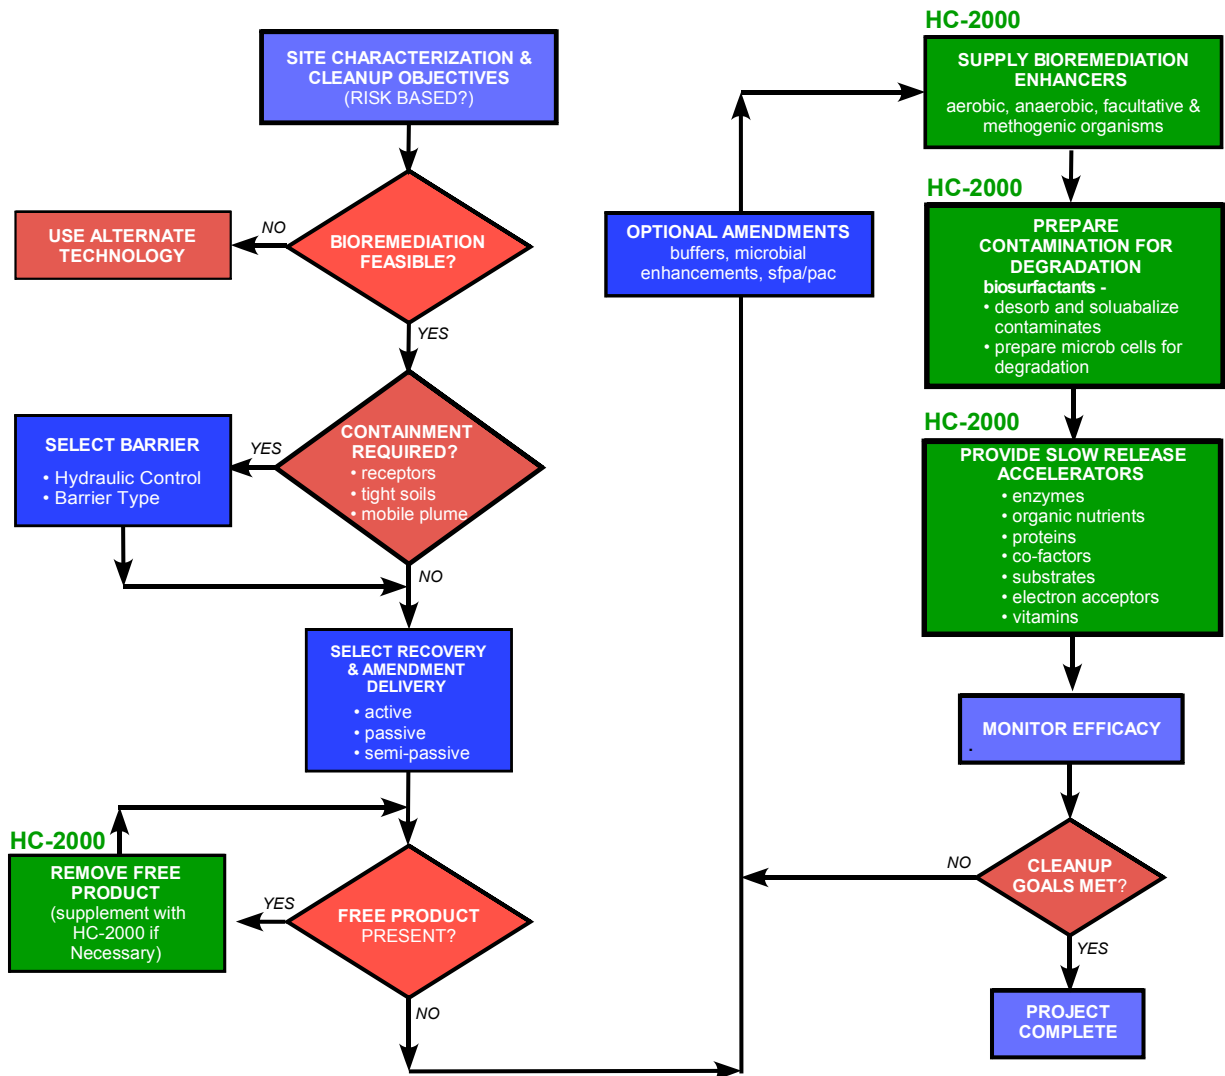 SITE CHARACTERIZATION &
CLEANUP OBJECTIVES
(RISK BASED?)
BIOREMEDIATION
FEASIBLE?
NO
USE ALTERNATE
TECHNOLOGY
YES
CONTAINMENT
REQUIRED?
• receptors
• tight soils
• mobile plume
YES
SELECT BARRIER
• Hydraulic Control
• Barrier Type
NO
SELECT RECOVERY
& AMENDMENT
DELIVERY
• active
• passive
• semi-passive
HC-2000
REMOVE FREE
PRODUCT
(supplement with
HC-2000 if
Necessary)
YES
FREE PRODUCT
PRESENT?
NO
OPTIONAL AMENDMENTS
buffers, microbial
enhancements, sfpa/pac
HC-2000
SUPPLY BIOREMEDIATION
ENHANCERS
aerobic, anaerobic, facultative &
methogenic organisms
HC-2000
PREPARE
CONTAMINATION FOR
DEGRADATION
biosurfactants -
• desorb and soluabalize
contaminates
• prepare microb cells for
degradation
HC-2000
PROVIDE SLOW RELEASE
ACCELERATORS
• enzymes
• organic nutrients
• proteins
• co-factors
• substrates
• electron acceptors
• vitamins
MONITOR EFFICACY
.
CLEANUP
GOALS MET?
NO
YES
PROJECT
COMPLETE